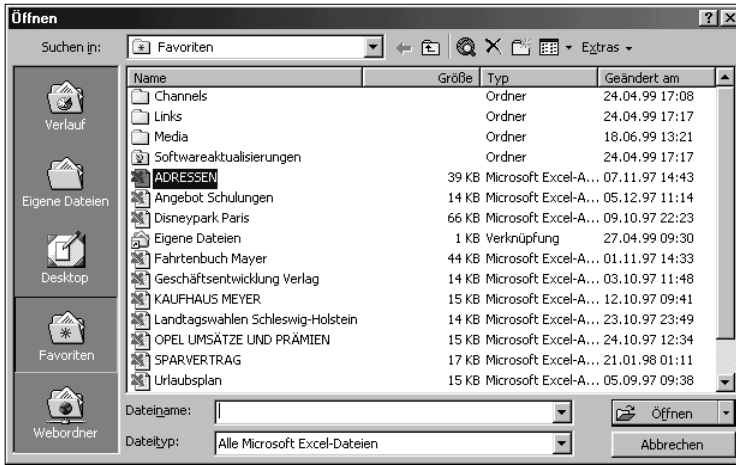 Öffnen
Suchen in: Favoriten Extras
Verlauf
Eigene Dateien
Desktop
Favoriten
Webordner
Name Größe Typ Geändert am
Channels Ordner 24.04.99 17:08
Links Ordner 24.04.99 17:17
Media Ordner 18.06.99 13:21
Softwareaktualisierungen Ordner 24.04.99 17:17
ADRESSEN 39 KB Microsoft Excel-A... 07.11.97 14:43
Angebot Schulungen 14 KB Microsoft Excel-A... 05.12.97 11:14
Disneypark Paris 66 KB Microsoft Excel-A... 09.10.97 22:23
Eigene Dateien 1 KB Verknüpfung 27.04.99 09:30
Fahrtenbuch Mayer 44 KB Microsoft Excel-A... 01.11.97 14:33
Geschäftsentwicklung Verlag 14 KB Microsoft Excel-A... 03.10.97 11:48
KAUFHAUS MEYER 15 KB Microsoft Excel-A... 12.10.97 09:41
Landtagswahlen Schleswig-Holstein 14 KB Microsoft Excel-A... 23.10.97 23:49
OPEL UMSÄTZE UND PRÄMIEN 15 KB Microsoft Excel-A... 24.10.97 12:34
SPARVERTRAG 17 KB Microsoft Excel-A... 21.01.98 01:11
Urlaubsplan 15 KB Microsoft Excel-A... 05.09.97 09:38
Dateiname: Öffnen
Dateityp: Alle Microsoft Excel-Dateien Abbrechen